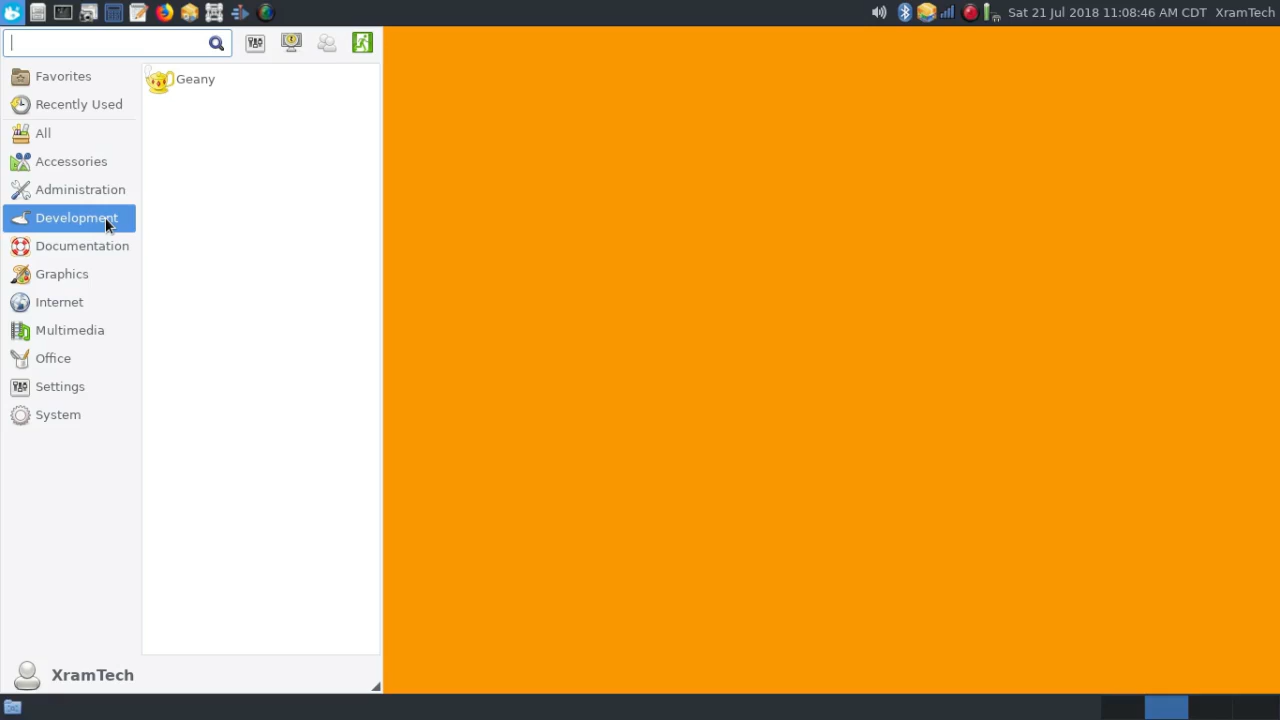 Sat 21 Jul 2018 11:08:46 AM CDT XramTech
Favorites
Recently Used
All
Accessories
Administration
Development
Documentation
Graphics
Internet
Multimedia
Office
Settings
System
Geany
XramTech